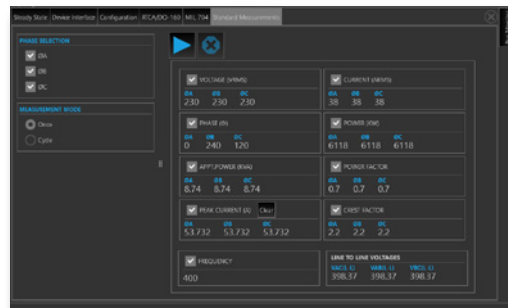 Steady State Device Interface Configuration RTCA/DO-160 MIL 704 Standard Measurements
PHASE SELECTION
ØA
ØB
ØC
MEASUREMENT MODE
Once
Cycle
VOLTAGE (VRMS)
ØA ØB ØC
230 230 230
CURRENT (ARMS)
ØA ØB ØC
38 38 38
PHASE (Φ)
ØA ØB ØC
0 240 120
POWER (KW)
ØA ØB ØC
6118 6118 6118
APPT.POWER (KVA)
ØA ØB ØC
8.74 8.74 8.74
POWER FACTOR
ØA ØB ØC
0.7 0.7 0.7
PEAK CURRENT (A) Clear
ØA ØB ØC
53.732 53.732 53.732
CREST FACTOR
ØA ØB ØC
2.2 2.2 2.2
FREQUENCY
400
LINE TO LINE VOLTAGES
VAC(L-L) VAB(L-L) VBC(L-L)
398.37 398.37 398.37